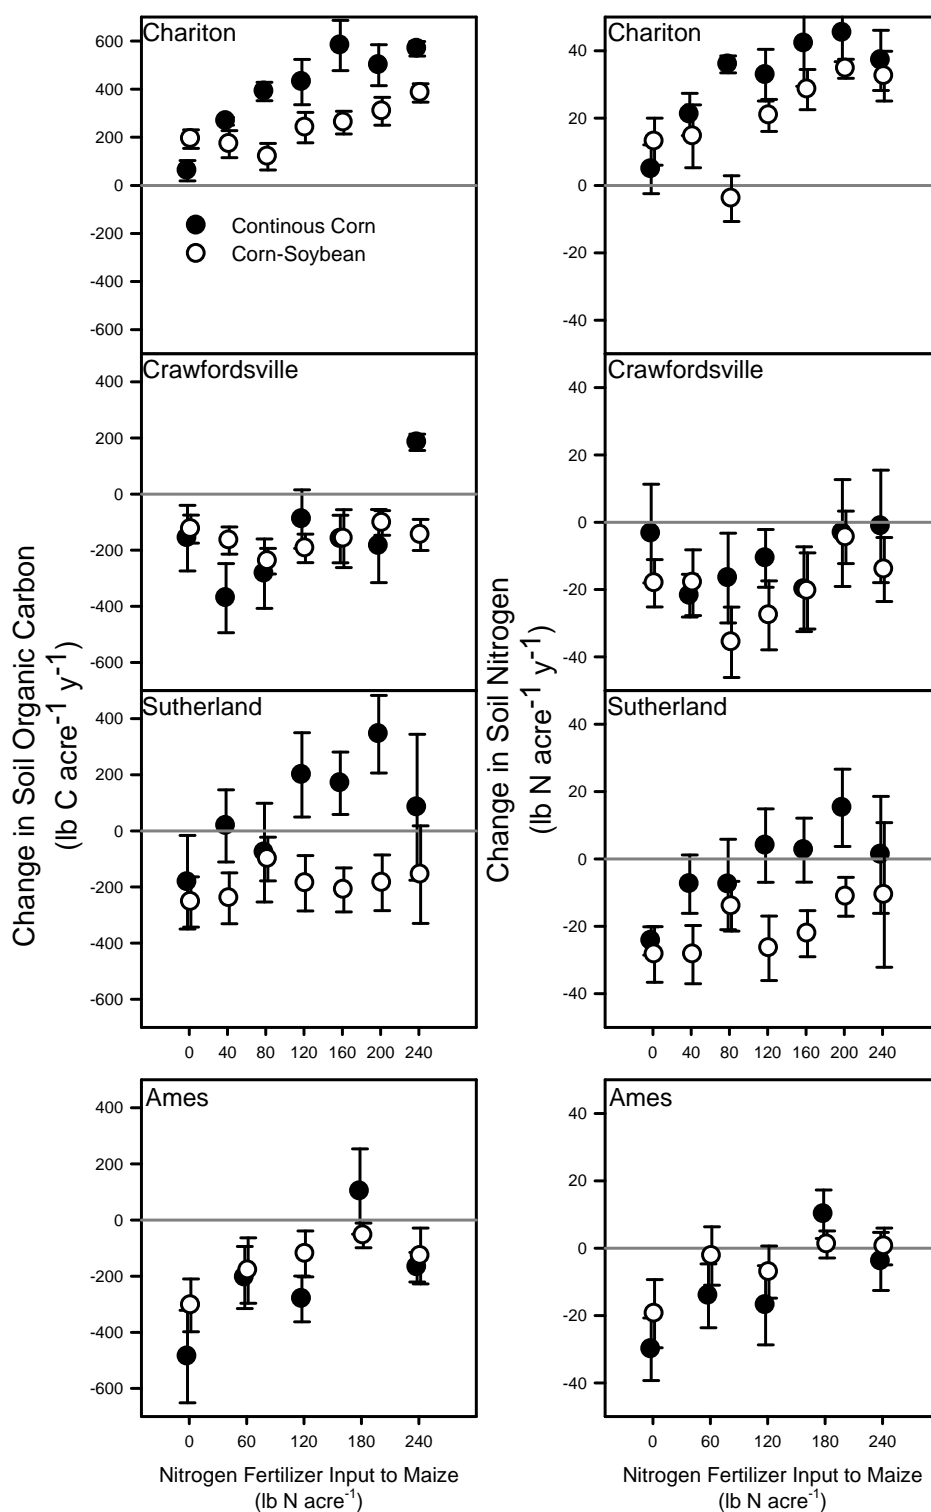 Chariton
600
400
200
0
-200
-400
-600
Continous Corn
Corn-Soybean
Crawfordsville
400
200
0
-200
-400
-600
Sutherland
400
200
0
-200
-400
-600
0 40 80 120 160 200 240
Ames
400
200
0
-200
-400
-600
0 60 120 180 240
Nitrogen Fertilizer Input to Maize
(lb N acre⁻¹)
Change in Soil Organic Carbon
(lb C acre⁻¹ y⁻¹)
Chariton
40
20
0
-20
-40
Crawfordsville
40
20
0
-20
-40
Sutherland
40
20
0
-20
-40
0 40 80 120 160 200 240
Ames
40
20
0
-20
-40
0 60 120 180 240
Nitrogen Fertilizer Input to Maize
(lb N acre⁻¹)
Change in Soil Nitrogen
(lb N acre⁻¹ y⁻¹)